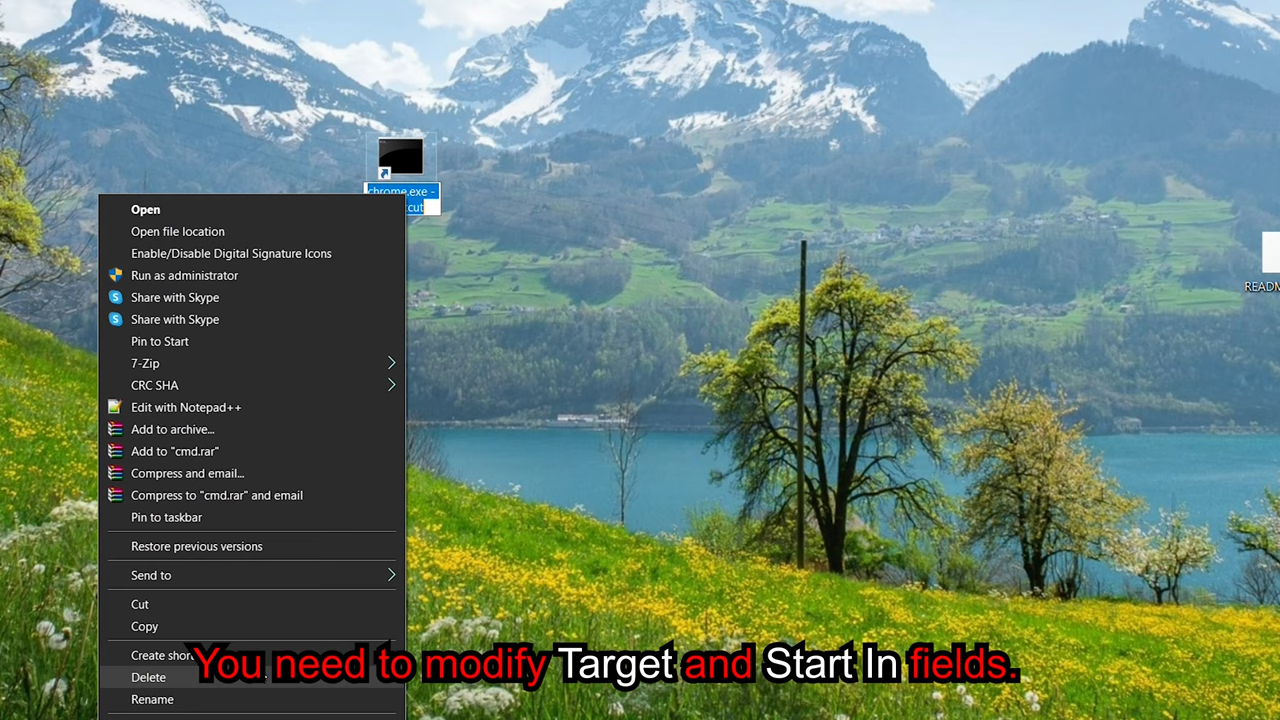 chrome.exe -
cut
Open
Open file location
Enable/Disable Digital Signature Icons
Run as administrator
Share with Skype
Share with Skype
Pin to Start
7-Zip
CRC SHA
Edit with Notepad++
Add to archive...
Add to "cmd.rar"
Compress and email...
Compress to "cmd.rar" and email
Pin to taskbar
Restore previous versions
Send to
Cut
Copy
Create short
Delete
Rename
READM
You need to modify Target and Start In fields.